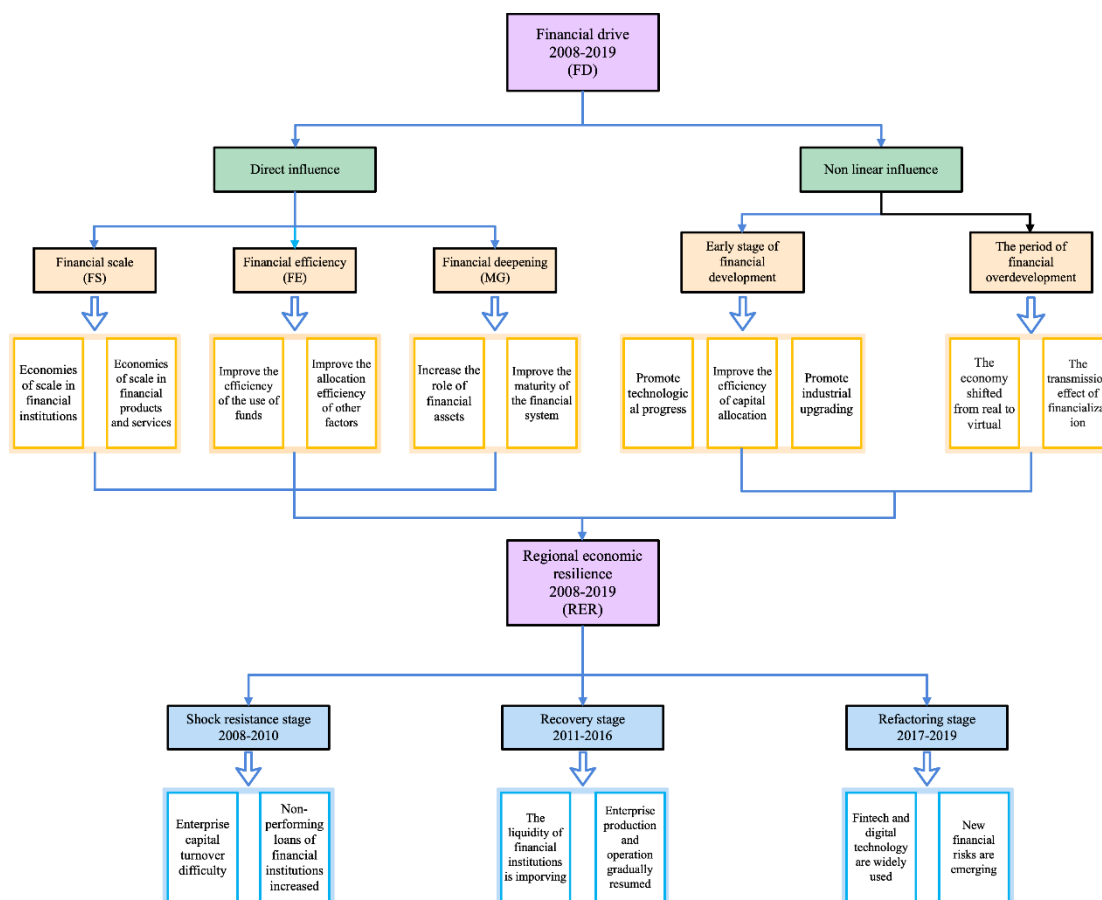 Financial drive
2008-2019
(FD)
Direct influence
Non linear influence
Financial scale
(FS)
Financial efficiency
(FE)
Financial deepening
(MG)
Early stage of
financial
development
The period of
financial
overdevelopment
Economies
of scale in
financial
institutions
Economies
of scale in
financial
products
and services
Improve the
efficiency
of the use of
funds
Improve the
allocation
efficiency
of other
factors
Increase the
role of
financial
assets
Improve the
maturity of
the financial
system
Promote
technologic
al progress
Improve the
efficiency
of capital
allocation
Promote
industrial
upgrading
The
economy
shifted
from real to
virtual
The
transmission
effect of
financializat
ion
Regional economic
resilience
2008-2019
(RER)
Shock resistance stage
2008-2010
Recovery stage
2011-2016
Refactoring stage
2017-2019
Enterprise
capital
turnover
difficulty
Non-
performing
loans of
financial
institutions
increased
The
liquidity of
financial
institutions
is imporving
Enterprise
production
and
operation
gradually
resumed
Fintech and
digital
technology
are widely
used
New
financial
risks are
emerging